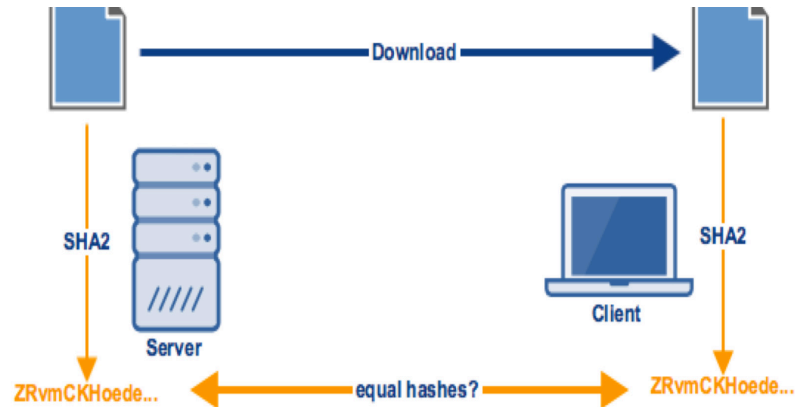 Download
SHA2
SHA2
Client
Server
ZRvmCKHoede...
equal hashes?
ZRvmCKHoede...